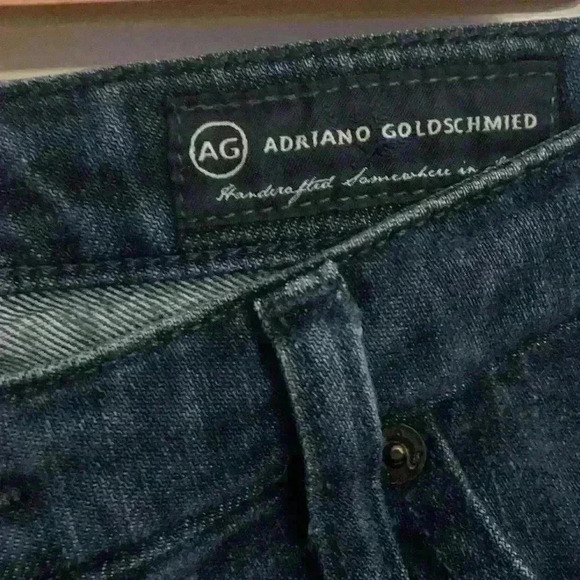 AG ADRIANO GOLDSCHMIED
Handcrafted Somewhere in